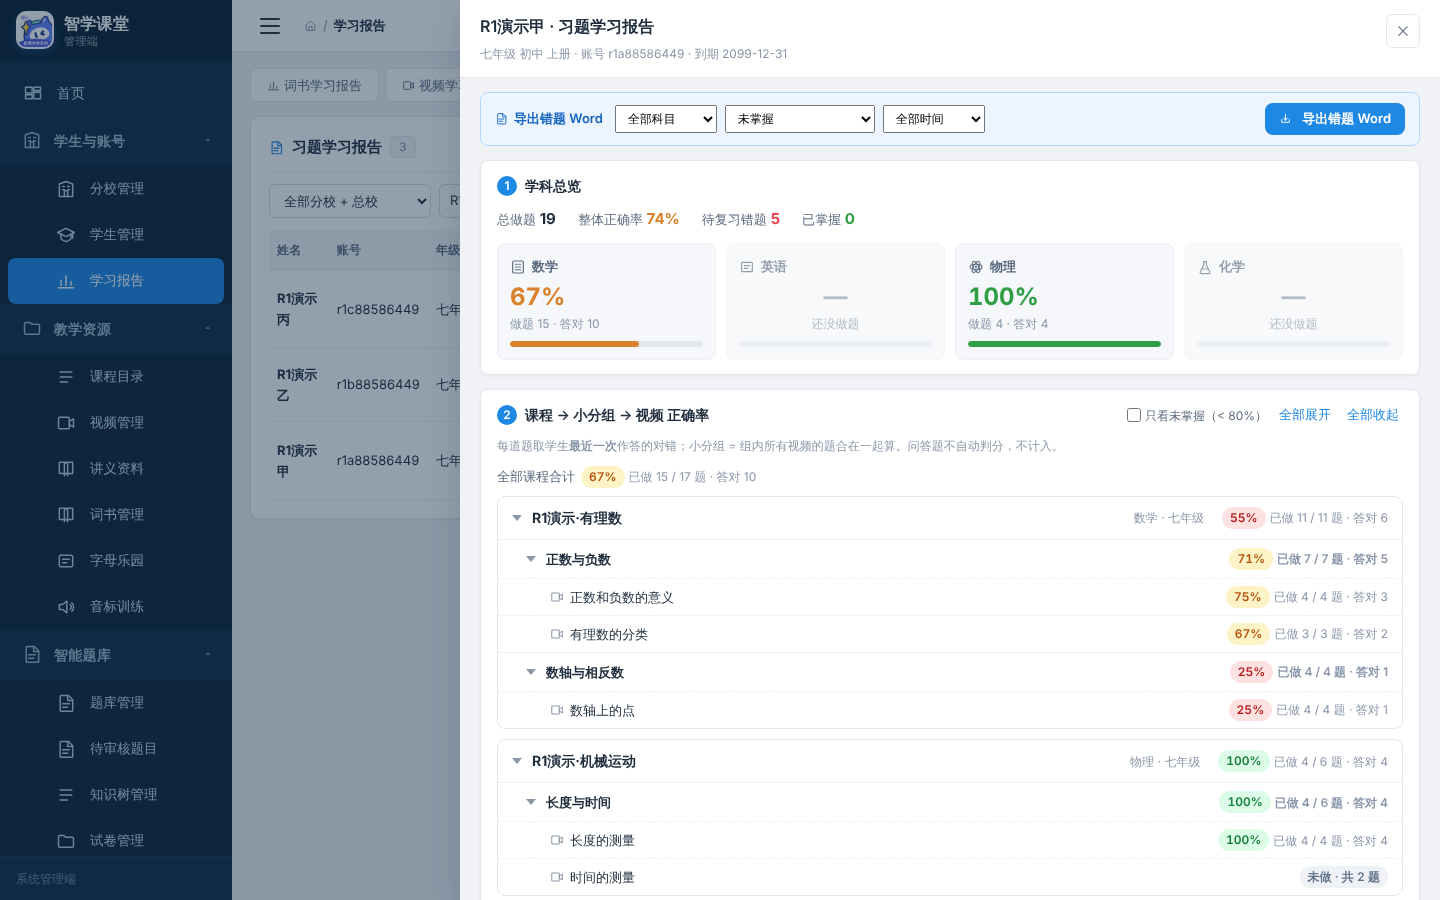 智学课堂
管理端
首页
学生与账号
分校管理
学生管理
学习报告
教学资源
课程目录
视频管理
讲义资料
词书管理
字母乐园
音标训练
智能题库
题库管理
待审核题目
知识树管理
试卷管理
系统管理端
/ 学习报告
词书学习报告
视频学
习题学习报告 3
全部分校 + 总校
姓名 账号 年级
R1演示丙 r1c88586449 七年
R1演示乙 r1b88586449 七年
R1演示甲 r1a88586449 七年
R1演示甲 · 习题学习报告
七年级 初中 上册 · 账号 r1a88586449 · 到期 2099-12-31
导出错题 Word 全部科目 未掌握 全部时间 导出错题 Word
1 学科总览
总做题 19 整体正确率 74% 待复习错题 5 已掌握 0
数学
67%
做题 15 · 答对 10
英语
—
还没做题
物理
100%
做题 4 · 答对 4
化学
—
还没做题
2 课程 → 小分组 → 视频 正确率 只看未掌握（< 80%） 全部展开 全部收起
每道题取学生最近一次作答的对错；小分组 = 组内所有视频的题合在一起算。问答题不自动判分，不计入。
全部课程合计 67% 已做 15 / 17 题 · 答对 10
R1演示·有理数 数学 · 七年级 55% 已做 11 / 11 题 · 答对 6
正数与负数 71% 已做 7 / 7 题 · 答对 5
正数和负数的意义 75% 已做 4 / 4 题 · 答对 3
有理数的分类 67% 已做 3 / 3 题 · 答对 2
数轴与相反数 25% 已做 4 / 4 题 · 答对 1
数轴上的点 25% 已做 4 / 4 题 · 答对 1
R1演示·机械运动 物理 · 七年级 100% 已做 4 / 6 题 · 答对 4
长度与时间 100% 已做 4 / 6 题 · 答对 4
长度的测量 100% 已做 4 / 4 题 · 答对 4
时间的测量 未做 · 共 2 题